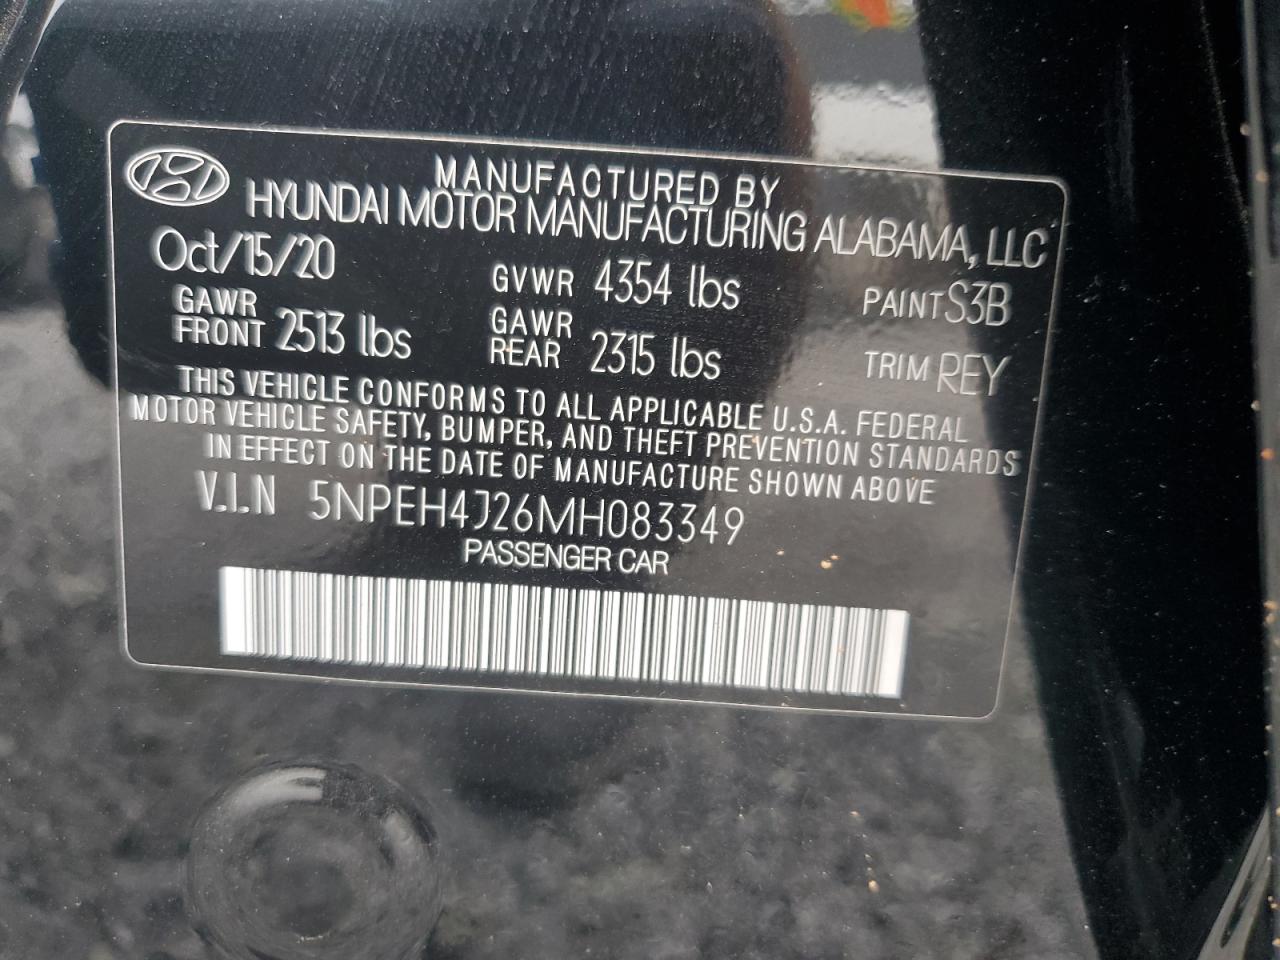 MANUFACTURED BY
HYUNDAI MOTOR MANUFACTURING ALABAMA, LLC
Oct/15/20 GVWR 4354 lbs PAINT S3B
GAWR FRONT 2513 lbs GAWR REAR 2315 lbs TRIM REY
THIS VEHICLE CONFORMS TO ALL APPLICABLE U.S.A. FEDERAL
MOTOR VEHICLE SAFETY, BUMPER, AND THEFT PREVENTION STANDARDS
IN EFFECT ON THE DATE OF MANUFACTURE SHOWN ABOVE
V.I.N 5NPEH4J26MH083349
PASSENGER CAR